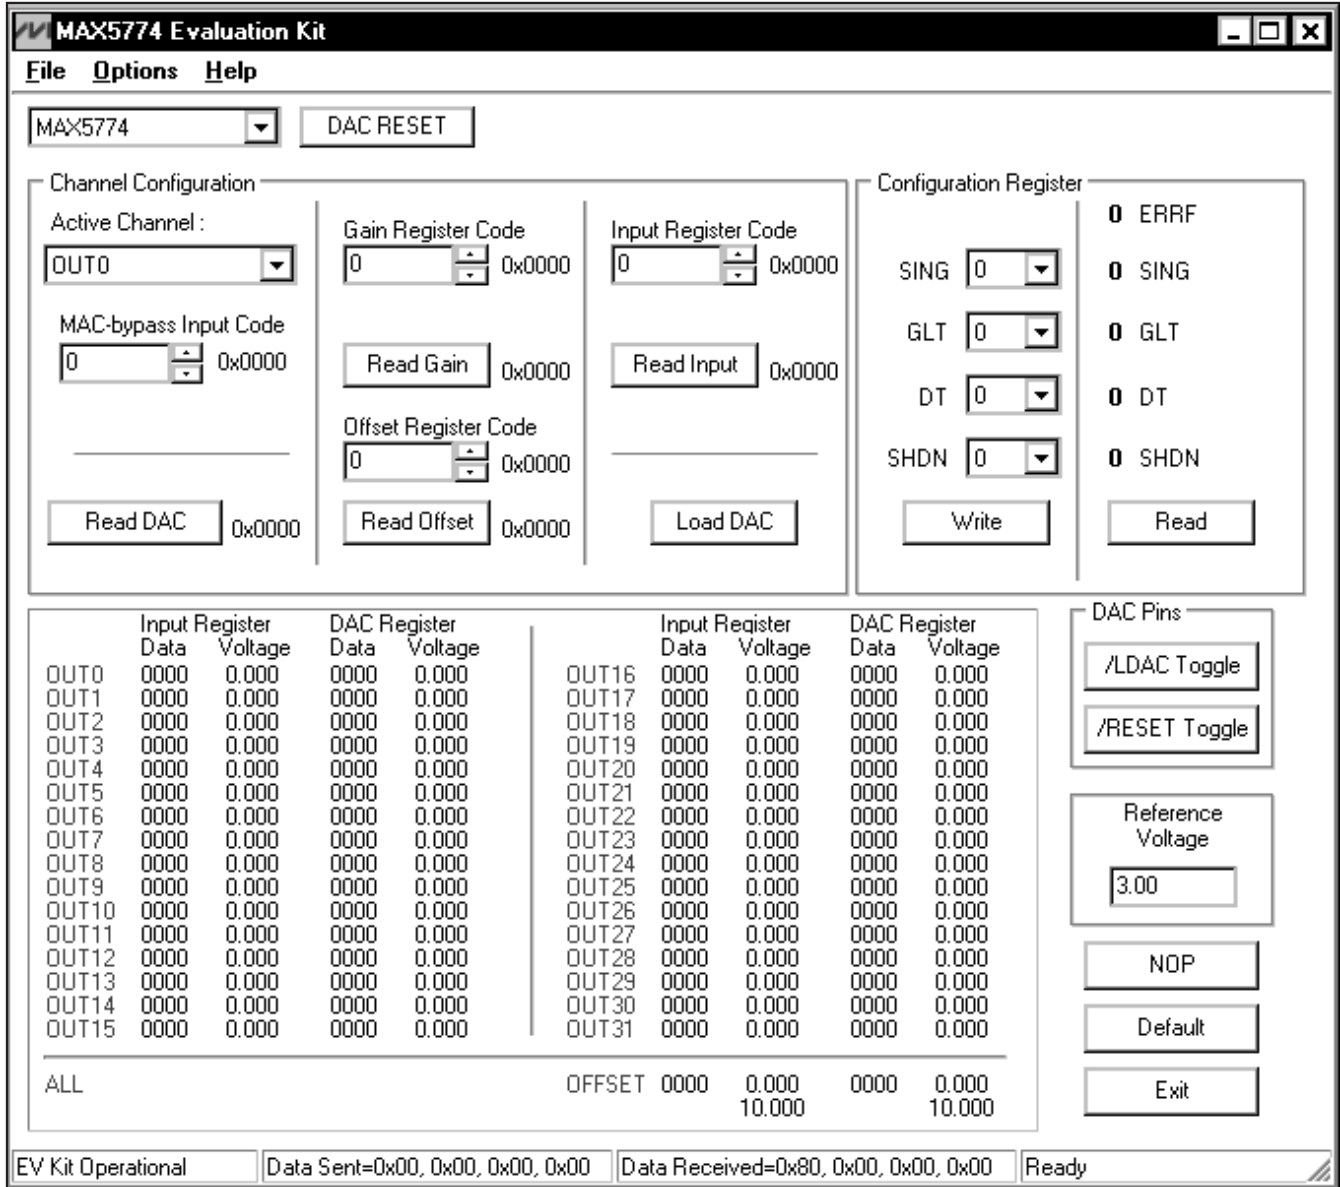 MAX5774 Evaluation Kit
File Options Help
MAX5774 DAC RESET
Channel Configuration
Active Channel :
OUT0
MAC-bypass Input Code
0 0x0000
Read DAC 0x0000
Gain Register Code
0 0x0000
Read Gain 0x0000
Offset Register Code
0 0x0000
Read Offset 0x0000
Input Register Code
0 0x0000
Read Input 0x0000
Load DAC
Configuration Register
0 ERRF
SING 0 0 SING
GLT 0 0 GLT
DT 0 0 DT
SHDN 0 0 SHDN
Write Read
Input Register DAC Register Input Register DAC Register
Data Voltage Data Voltage Data Voltage Data Voltage
OUT0 0000 0.000 0000 0.000 OUT16 0000 0.000 0000 0.000
OUT1 0000 0.000 0000 0.000 OUT17 0000 0.000 0000 0.000
OUT2 0000 0.000 0000 0.000 OUT18 0000 0.000 0000 0.000
OUT3 0000 0.000 0000 0.000 OUT19 0000 0.000 0000 0.000
OUT4 0000 0.000 0000 0.000 OUT20 0000 0.000 0000 0.000
OUT5 0000 0.000 0000 0.000 OUT21 0000 0.000 0000 0.000
OUT6 0000 0.000 0000 0.000 OUT22 0000 0.000 0000 0.000
OUT7 0000 0.000 0000 0.000 OUT23 0000 0.000 0000 0.000
OUT8 0000 0.000 0000 0.000 OUT24 0000 0.000 0000 0.000
OUT9 0000 0.000 0000 0.000 OUT25 0000 0.000 0000 0.000
OUT10 0000 0.000 0000 0.000 OUT26 0000 0.000 0000 0.000
OUT11 0000 0.000 0000 0.000 OUT27 0000 0.000 0000 0.000
OUT12 0000 0.000 0000 0.000 OUT28 0000 0.000 0000 0.000
OUT13 0000 0.000 0000 0.000 OUT29 0000 0.000 0000 0.000
OUT14 0000 0.000 0000 0.000 OUT30 0000 0.000 0000 0.000
OUT15 0000 0.000 0000 0.000 OUT31 0000 0.000 0000 0.000
ALL OFFSET 0000 0.000 0000 0.000
10.000 10.000
DAC Pins
/LDAC Toggle
/RESET Toggle
Reference
Voltage
3.00
NOP
Default
Exit
EV Kit Operational Data Sent=0x00, 0x00, 0x00, 0x00 Data Received=0x80, 0x00, 0x00, 0x00 Ready